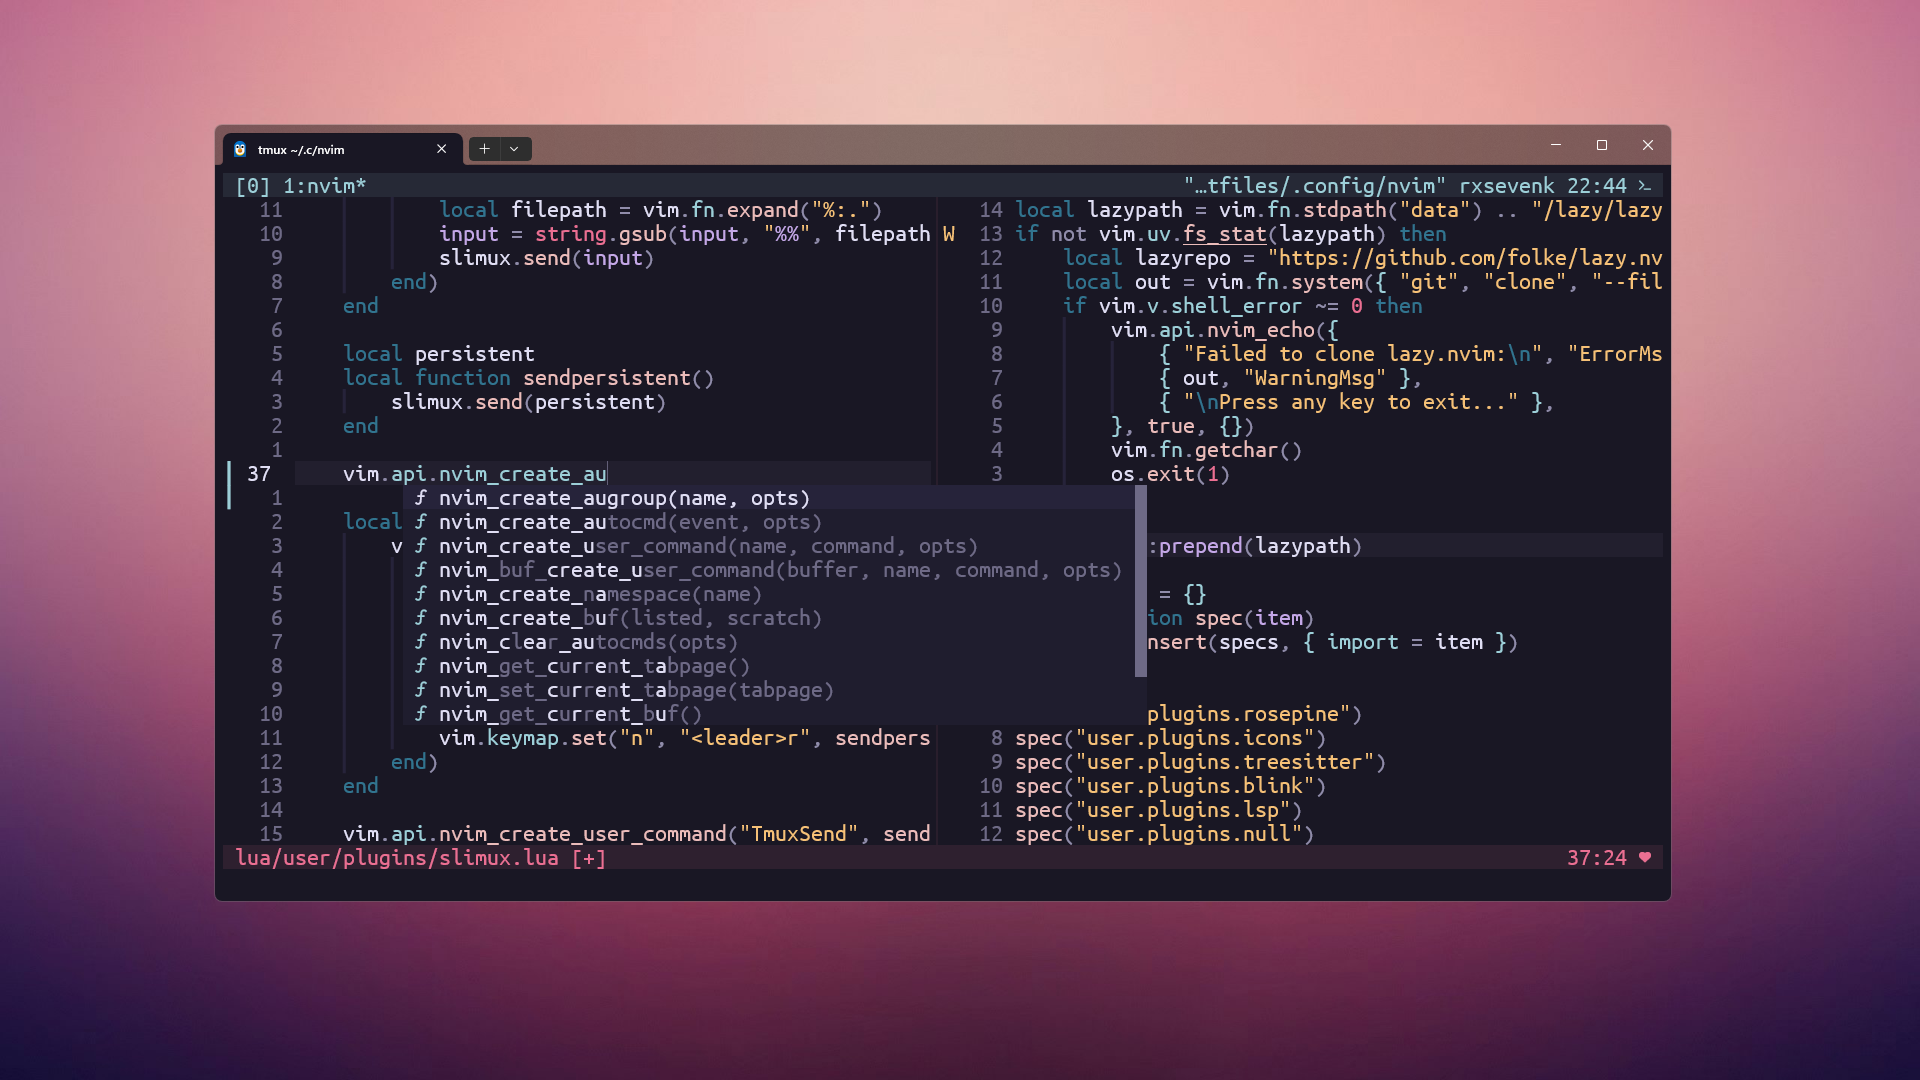 tmux ~/.c/nvim
[0] 1:nvim* "…tfiles/.config/nvim" rxsevenk 22:44
11 local filepath = vim.fn.expand("%:.")
10 input = string.gsub(input, "%%", filepath
9 slimux.send(input)
8 end)
7 end
6
5 local persistent
4 local function sendpersistent()
3 slimux.send(persistent)
2 end
1
37 vim.api.nvim_create_au
1 ƒ nvim_create_augroup(name, opts)
2 local ƒ nvim_create_autocmd(event, opts)
3 v ƒ nvim_create_user_command(name, command, opts)
4 ƒ nvim_buf_create_user_command(buffer, name, command, opts)
5 ƒ nvim_create_namespace(name)
6 ƒ nvim_create_buf(listed, scratch)
7 ƒ nvim_clear_autocmds(opts)
8 ƒ nvim_get_current_tabpage()
9 ƒ nvim_set_current_tabpage(tabpage)
10 ƒ nvim_get_current_buf()
11 vim.keymap.set("n", "<leader>r", sendpers
12 end)
13 end
14
15 vim.api.nvim_create_user_command("TmuxSend", send
14 local lazypath = vim.fn.stdpath("data") .. "/lazy/lazy
W 13 if not vim.uv.fs_stat(lazypath) then
12 local lazyrepo = "https://github.com/folke/lazy.nv
11 local out = vim.fn.system({ "git", "clone", "--fil
10 if vim.v.shell_error ~= 0 then
9 vim.api.nvim_echo({
8 { "Failed to clone lazy.nvim:\n", "ErrorMs
7 { out, "WarningMsg" },
6 { "\nPress any key to exit..." },
5 }, true, {})
4 vim.fn.getchar()
3 os.exit(1)
:prepend(lazypath)
= {}
ion spec(item)
nsert(specs, { import = item })
plugins.rosepine")
8 spec("user.plugins.icons")
9 spec("user.plugins.treesitter")
10 spec("user.plugins.blink")
11 spec("user.plugins.lsp")
12 spec("user.plugins.null")
lua/user/plugins/slimux.lua [+] 37:24 ♥